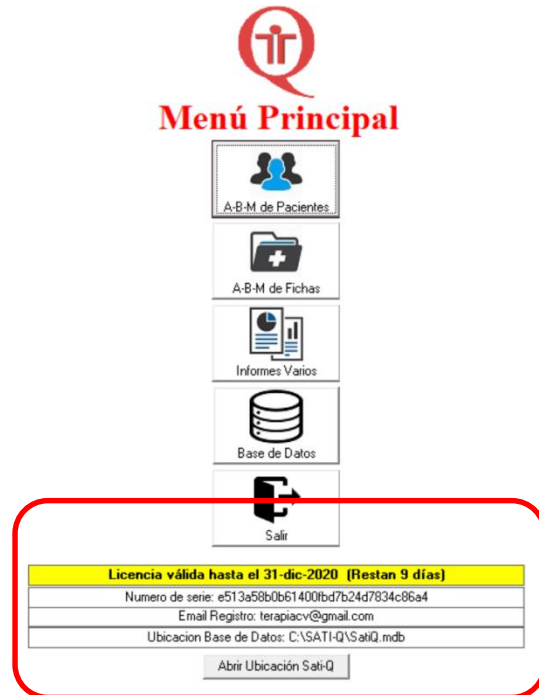 Menú Principal
A-B-M de Pacientes
A-B-M de Fichas
Informes Varios
Base de Datos
Salir
Licencia válida hasta el 31-dic-2020 (Restan 9 días)
Numero de serie: e513a58b0b61400fbd7b24d7834c86a4
Email Registro: terapiacv@gmail.com
Ubicacion Base de Datos: C:\SATI-Q\SatiQ.mdb
Abrir Ubicación Sati-Q